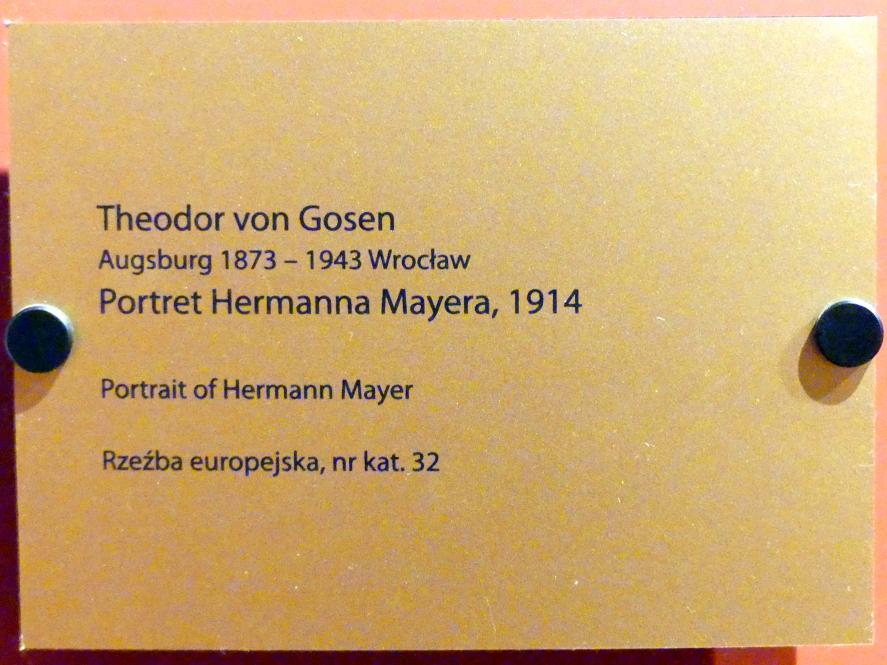 Theodor von Gosen
Augsburg 1873 – 1943 Wrocław
Portret Hermanna Mayera, 1914
Portrait of Hermann Mayer
Rzeźba europejska, nr kat. 32